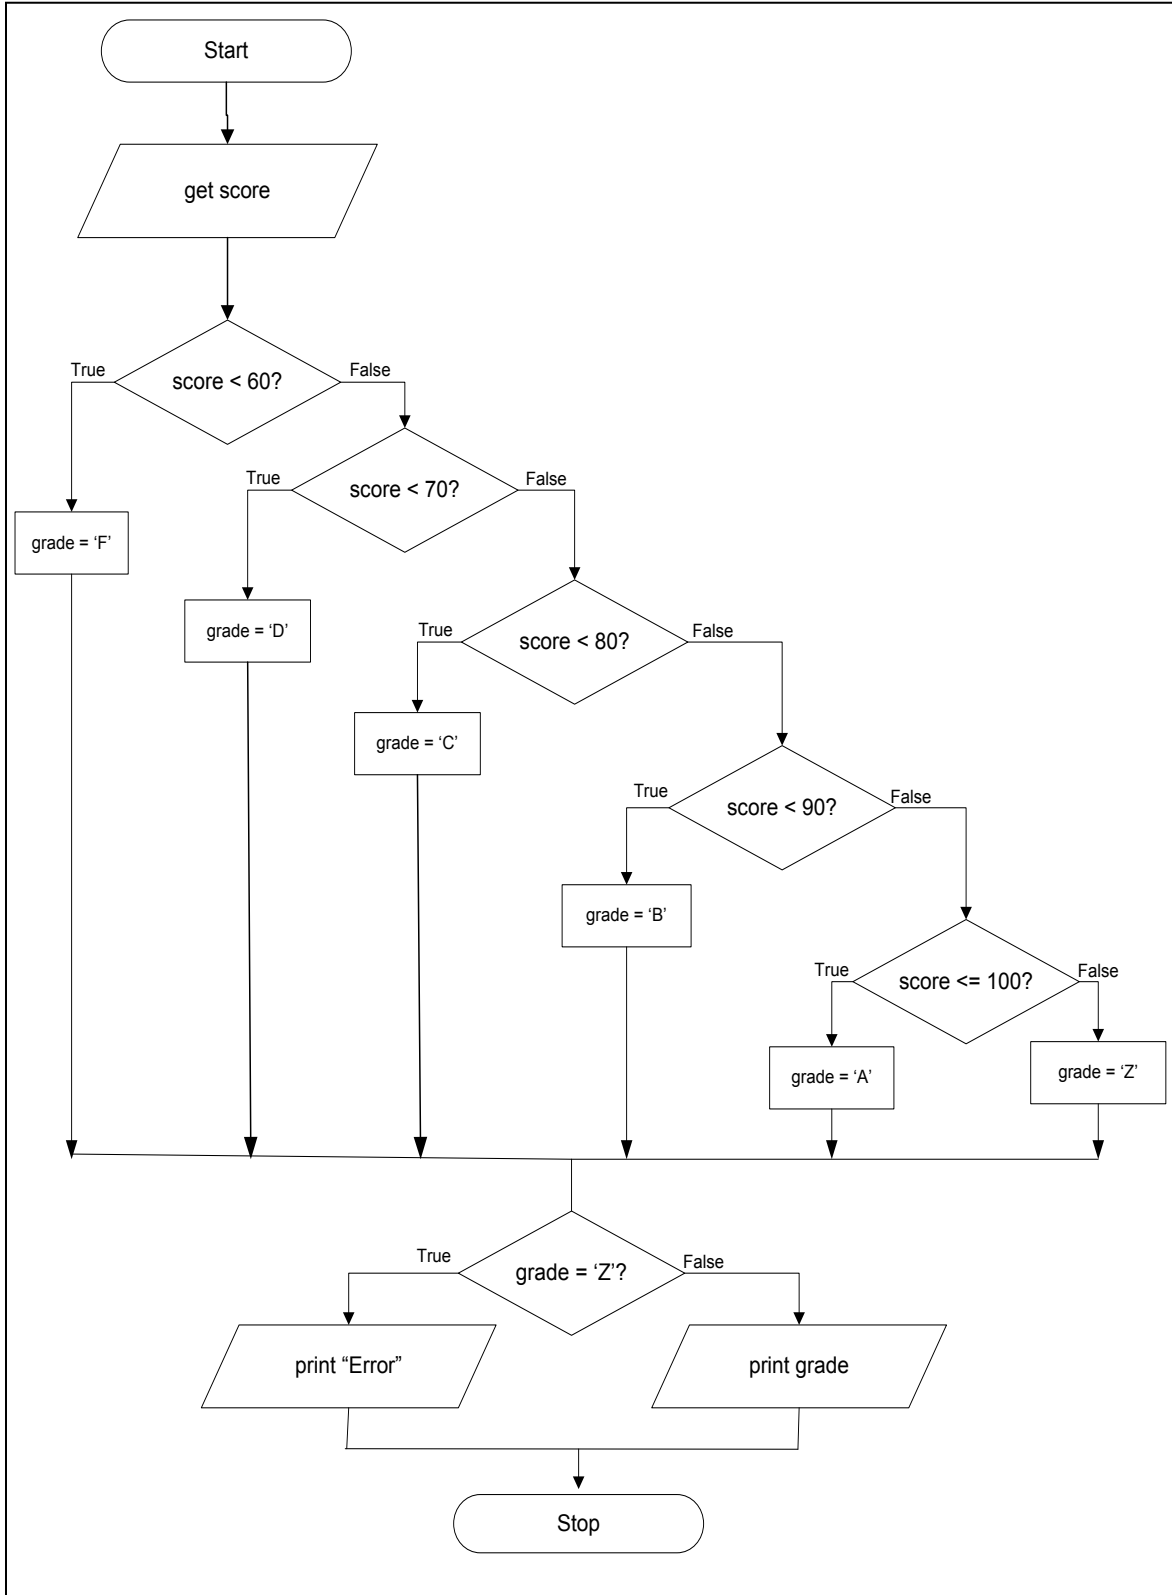 Start
get score
score < 60?
True
False
score < 70?
True
False
grade = ‘F’
score < 80?
True
False
grade = ‘D’
grade = ‘C’
score < 90?
True
False
grade = ‘B’
score <= 100?
True
False
grade = ‘A’
grade = ‘Z’
grade = ‘Z’?
True
False
print “Error”
print grade
Stop